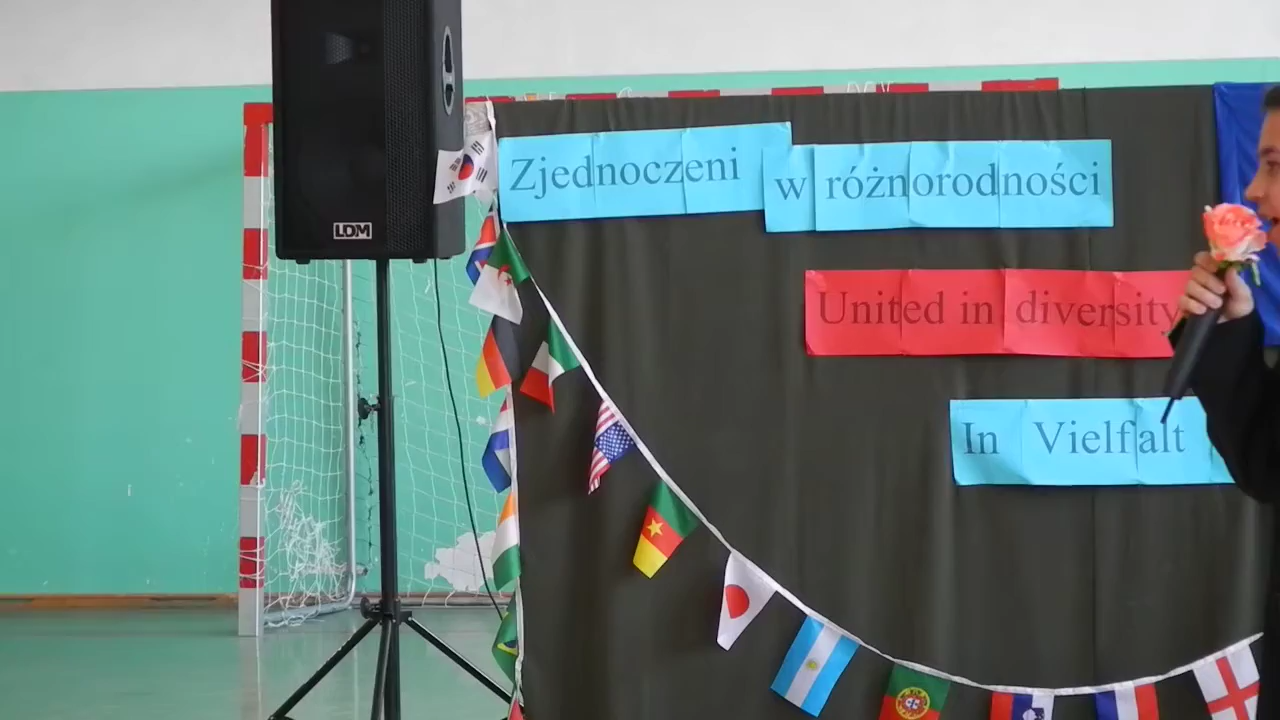 Zjednoczeni w różnorodności
United in diversity
In Vielfalt
LDM